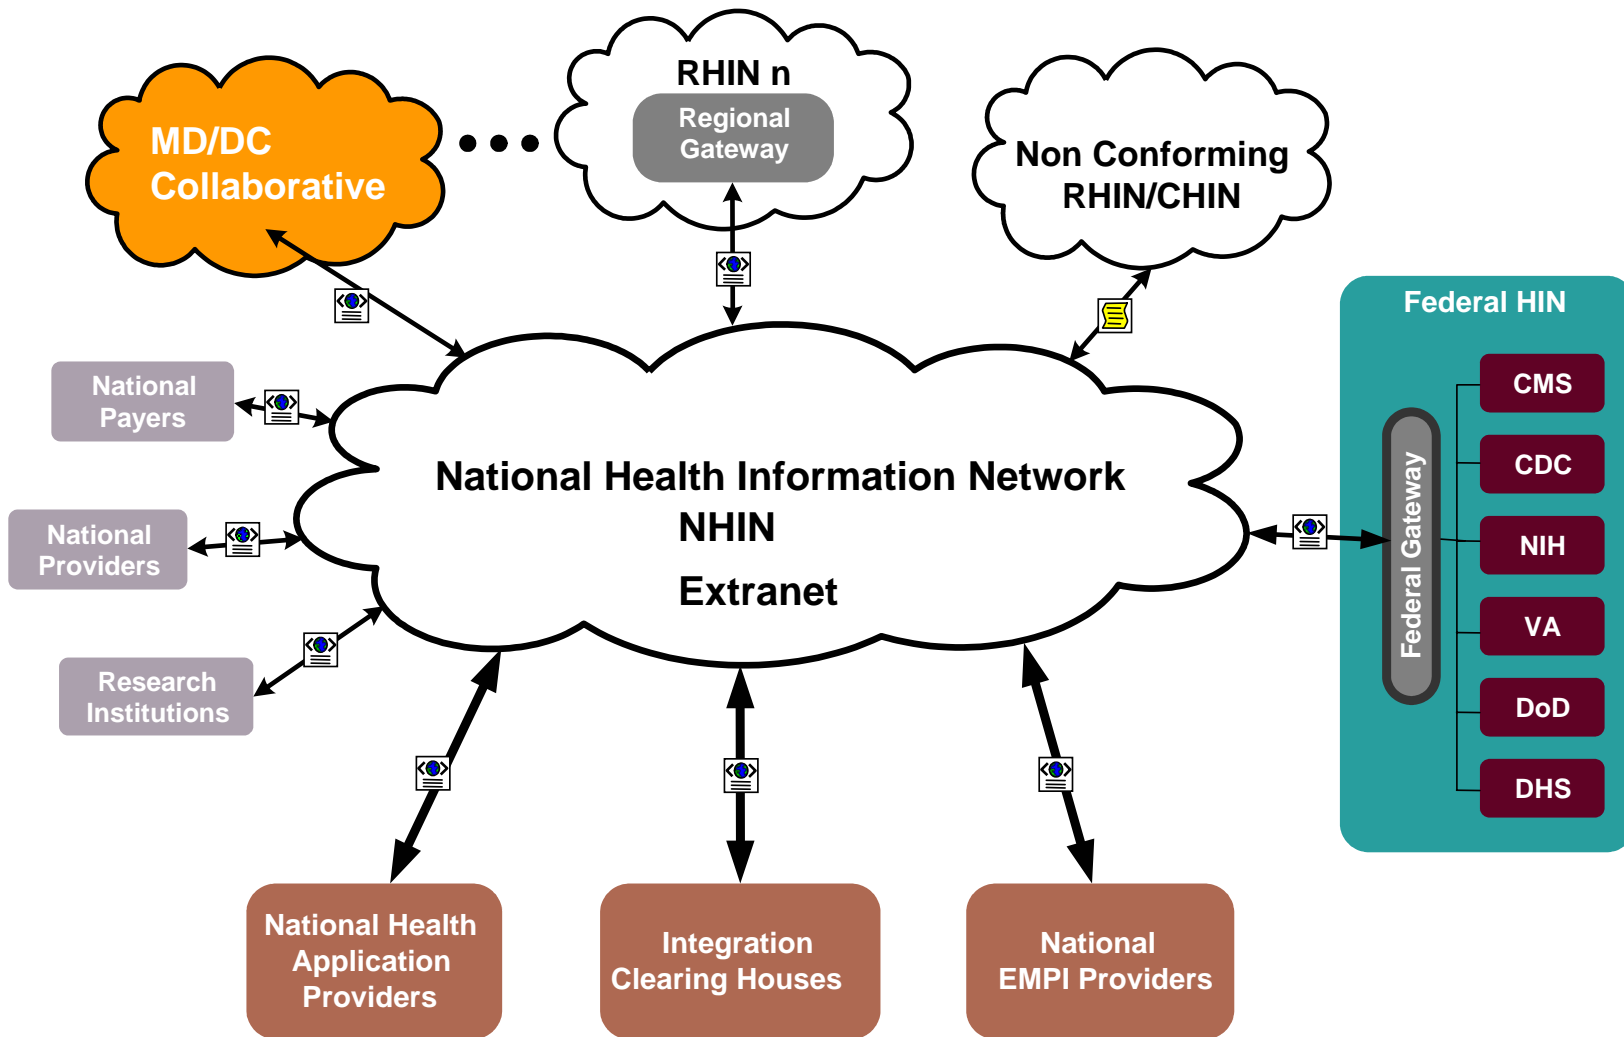 RHIN n
Regional
Gateway
MD/DC
Collaborative
Non Conforming
RHIN/CHIN
Federal HIN
CMS
CDC
NIH
VA
DoD
DHS
Federal Gateway
National
Payers
National
Providers
Research
Institutions
National Health Information Network
NHIN
Extranet
National Health
Application
Providers
Integration
Clearing Houses
National
EMPI Providers